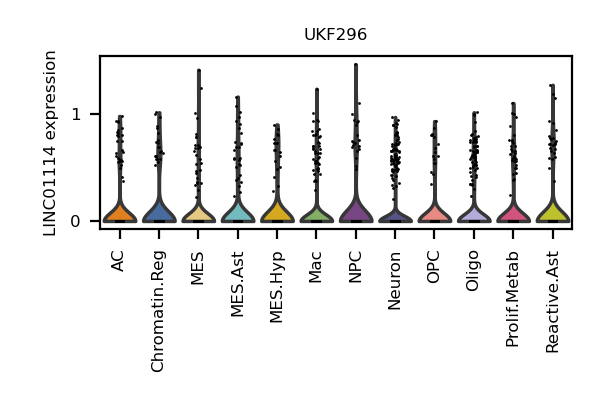 UKF296
LINC01114 expression
1
0
AC
Chromatin.Reg
MES
MES.Ast
MES.Hyp
Mac
NPC
Neuron
OPC
Oligo
Prolif.Metab
Reactive.Ast